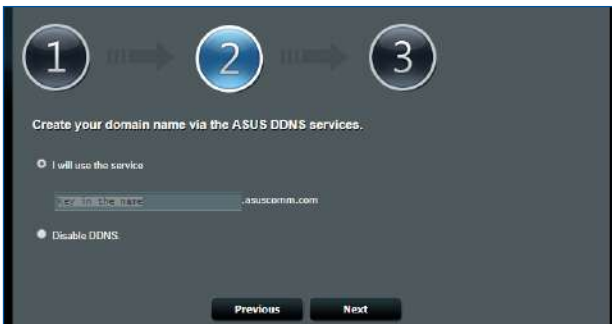 1
2
3
Create your domain name via the ASUS DDNS services.
I will use the service
key in the name
.asuscomm.com
Disable DDNS.
Previous
Next